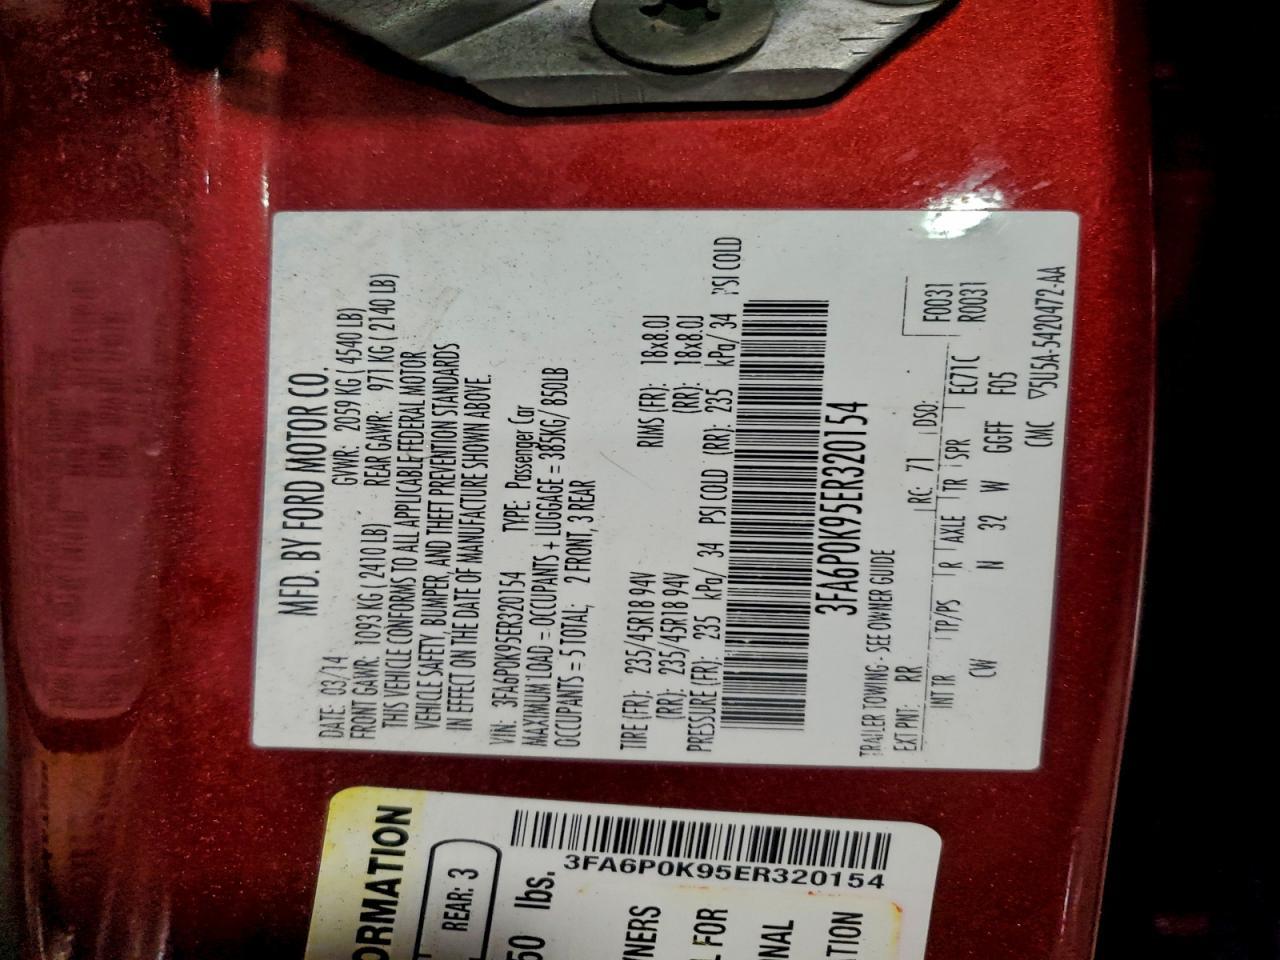 MFD. BY FORD MOTOR CO.
DATE: 03/14 GVWR: 2059 KG ( 4540 LB)
FRONT GAWR: 1093 KG ( 2410 LB) REAR GAWR: 971 KG ( 2140 LB)
THIS VEHICLE CONFORMS TO ALL APPLICABLE FEDERAL MOTOR
VEHICLE SAFETY, BUMPER, AND THEFT PREVENTION STANDARDS
IN EFFECT ON THE DATE OF MANUFACTURE SHOWN ABOVE.
VIN: 3FA6P0K95ER320154 TYPE: Passenger Car
MAXIMUM LOAD = OCCUPANTS + LUGGAGE = 385KG/ 850LB
OCCUPANTS = 5 TOTAL; 2 FRONT, 3 REAR
TIRE (FR): 235/45R18 94V RIMS (FR): 18x8.0J
(RR): 235/45R18 94V (RR): 18x8.0J
PRESSURE (FR): 235 kPa/ 34 PSI COLD (RR): 235 kPa/ 34 PSI COLD
3FA6P0K95ER320154
TRAILER TOWING - SEE OWNER GUIDE
EXT PNT: RR RC: 71 DSO: F0031
INT TR TP/PS R AXLE TR SPR EC71C R0031
CW N 32 W GGIFF F05
CMC ▽5U5A-5420472-AA
ORMATION
REAR: 3
50 lbs.
3FA6P0K95ER320154
NERS
L FOR
ONAL
TION